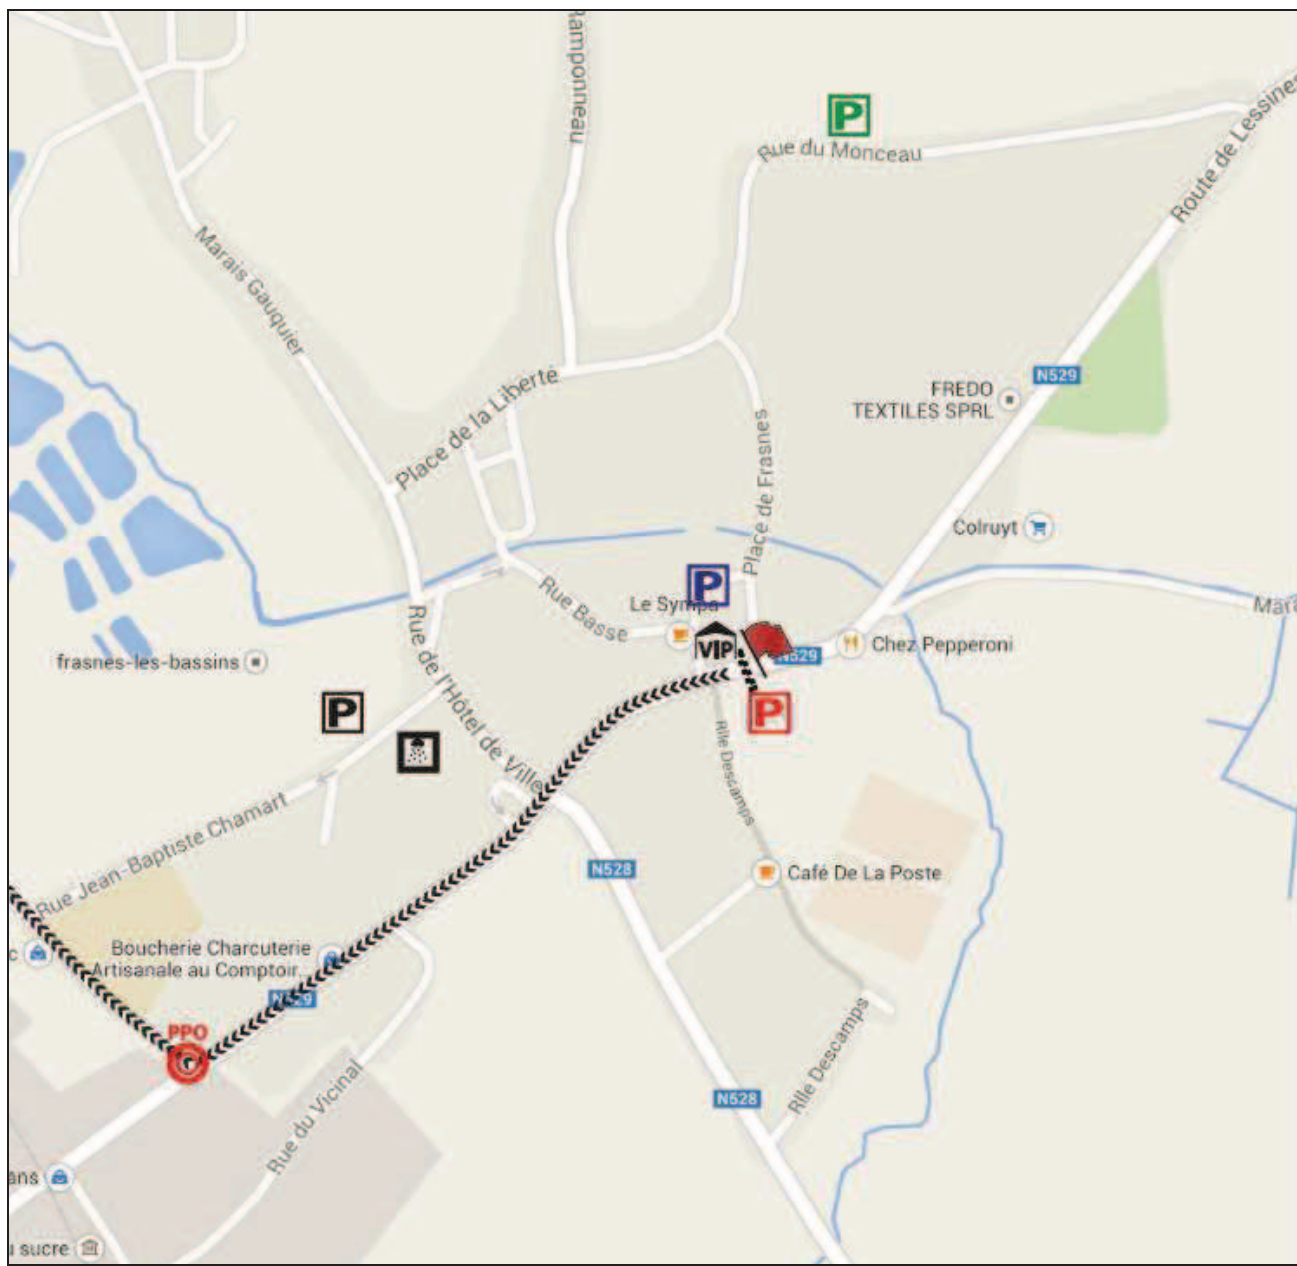 Ramponneau
P
Rue du Monceau
Route de Lessines
Marais Gauquier
N529
FREDO
TEXTILES SPRL
Place de la Liberté
Place de Frasnes
Colruyt
P
Rue Basse
Le Sympa
VIP
N529
Chez Pepperoni
frasnes-les-bassins
Rue de l'Hôtel de Ville
P
P
Rlle Descamps
Rue Jean-Baptiste Chamart
N528
Café De La Poste
c
Boucherie Charcuterie
Artisanale au Comptoir...
N529
PPO
Rlle Descamps
N528
Rue du Vicinal
ans
u sucre